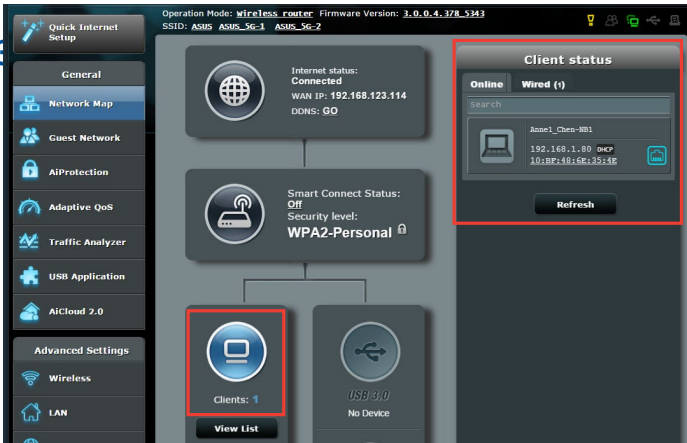 Operation Mode: Wireless router Firmware Version: 3.0.0.4.378_5343
SSID: ASUS ASUS_5G-1 ASUS_5G-2
Quick Internet
Setup
General
Network Map
Guest Network
AiProtection
Adaptive QoS
Traffic Analyzer
USB Application
AiCloud 2.0
Advanced Settings
Wireless
LAN
Internet status:
Connected
WAN IP: 192.168.123.114
DDNS: GO
Smart Connect Status:
Off
Security level:
WPA2-Personal
Clients: 1
View List
USB 3.0
No Device
Client status
Online Wired (1)
Search
Anne1_Chen-NB1
192.168.1.80 DHCP
10:BF:48:6E:35:4E
Refresh